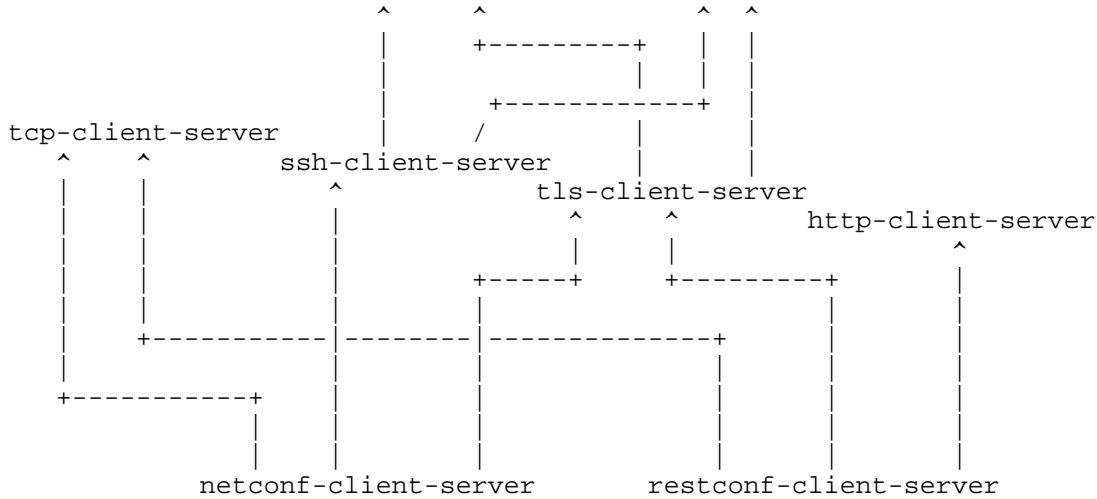 tcp-client-server
ssh-client-server
tls-client-server
http-client-server
netconf-client-server restconf-client-server